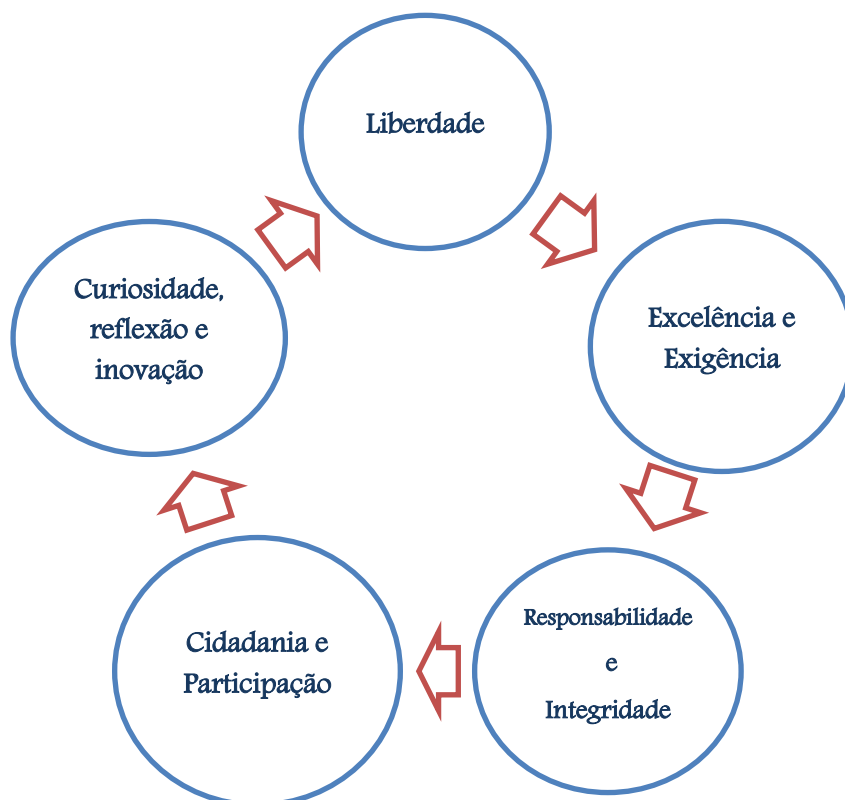 Liberdade
Excelência e
Exigência
Responsabilidade
e
Integridade
Cidadania e
Participação
Curiosidade,
reflexão e
inovação